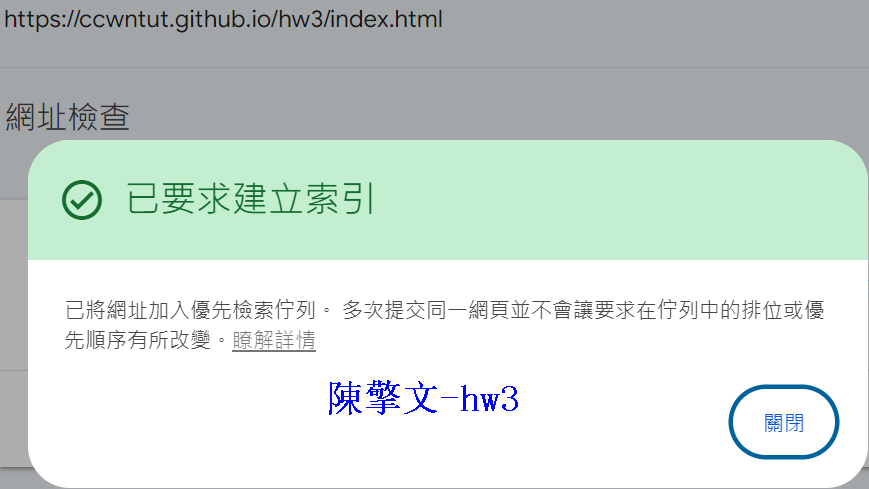 https://ccwntut.github.io/hw3/index.html
網址檢查
已要求建立索引
已將網址加入優先檢索佇列。 多次提交同一網頁並不會讓要求在佇列中的排位或優
先順序有所改變。瞭解詳情
陳擎文-hw3
關閉